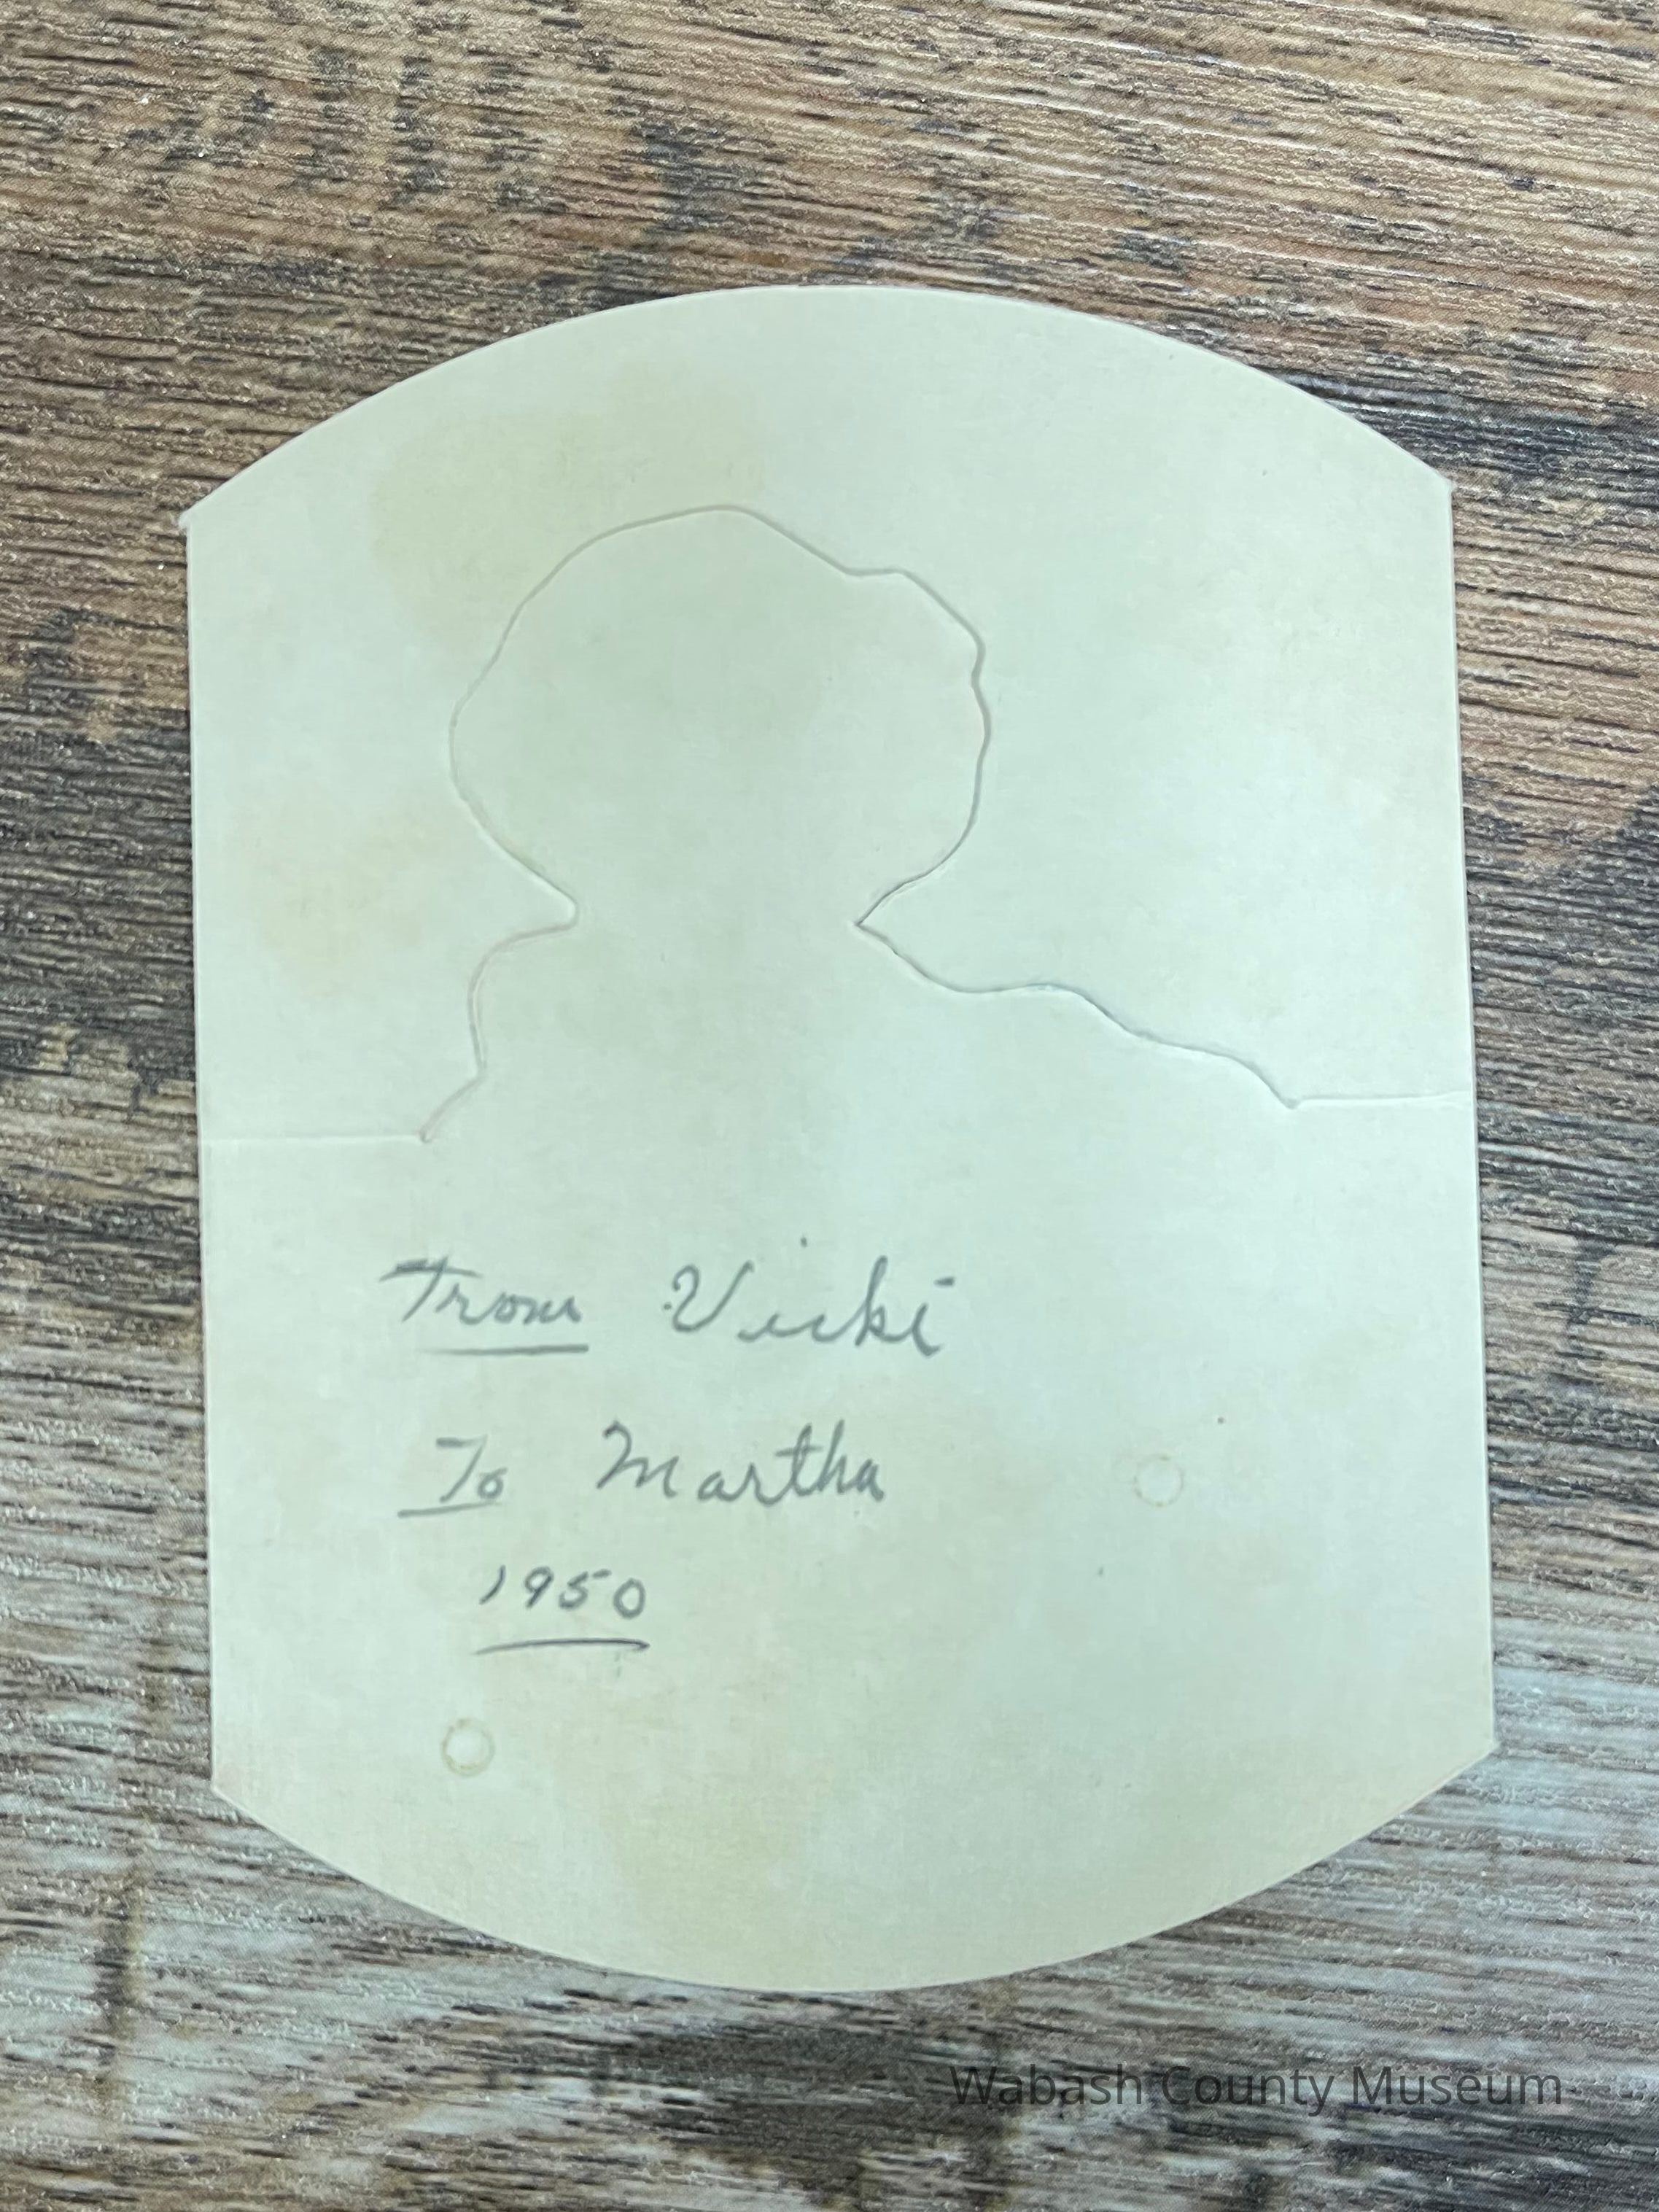 From Vicki
To Martha
1950
Wabash County Museum